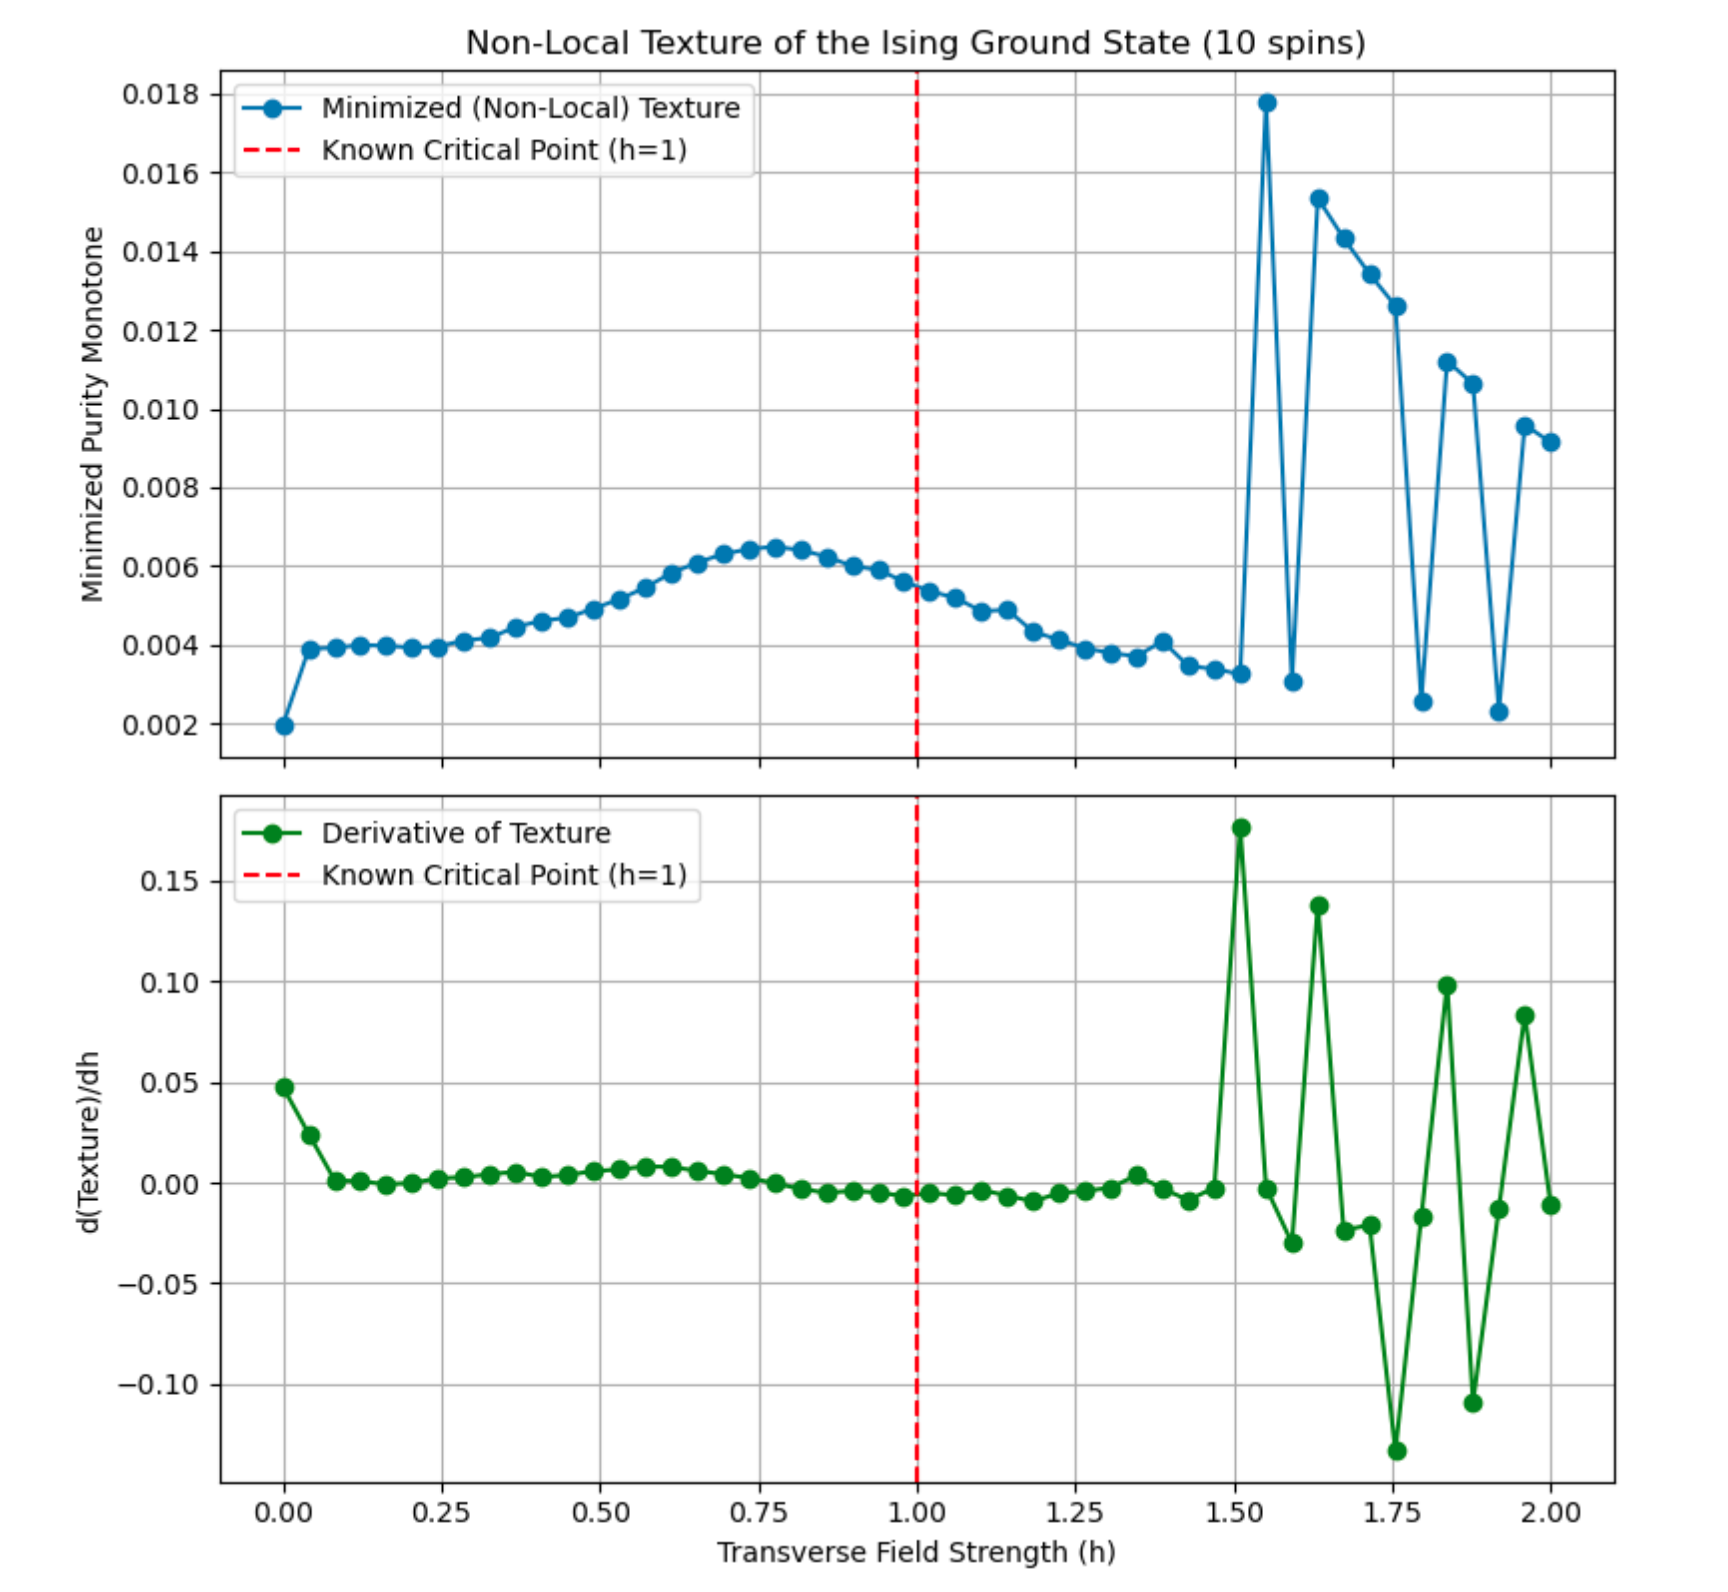 Non-Local Texture of the Ising Ground State (10 spins)
Minimized (Non-Local) Texture
Known Critical Point (h=1)
Minimized Purity Monotone
0.018
0.016
0.014
0.012
0.010
0.008
0.006
0.004
0.002
Derivative of Texture
Known Critical Point (h=1)
d(Texture)/dh
0.15
0.10
0.05
0.00
−0.05
−0.10
0.00 0.25 0.50 0.75 1.00 1.25 1.50 1.75 2.00
Transverse Field Strength (h)